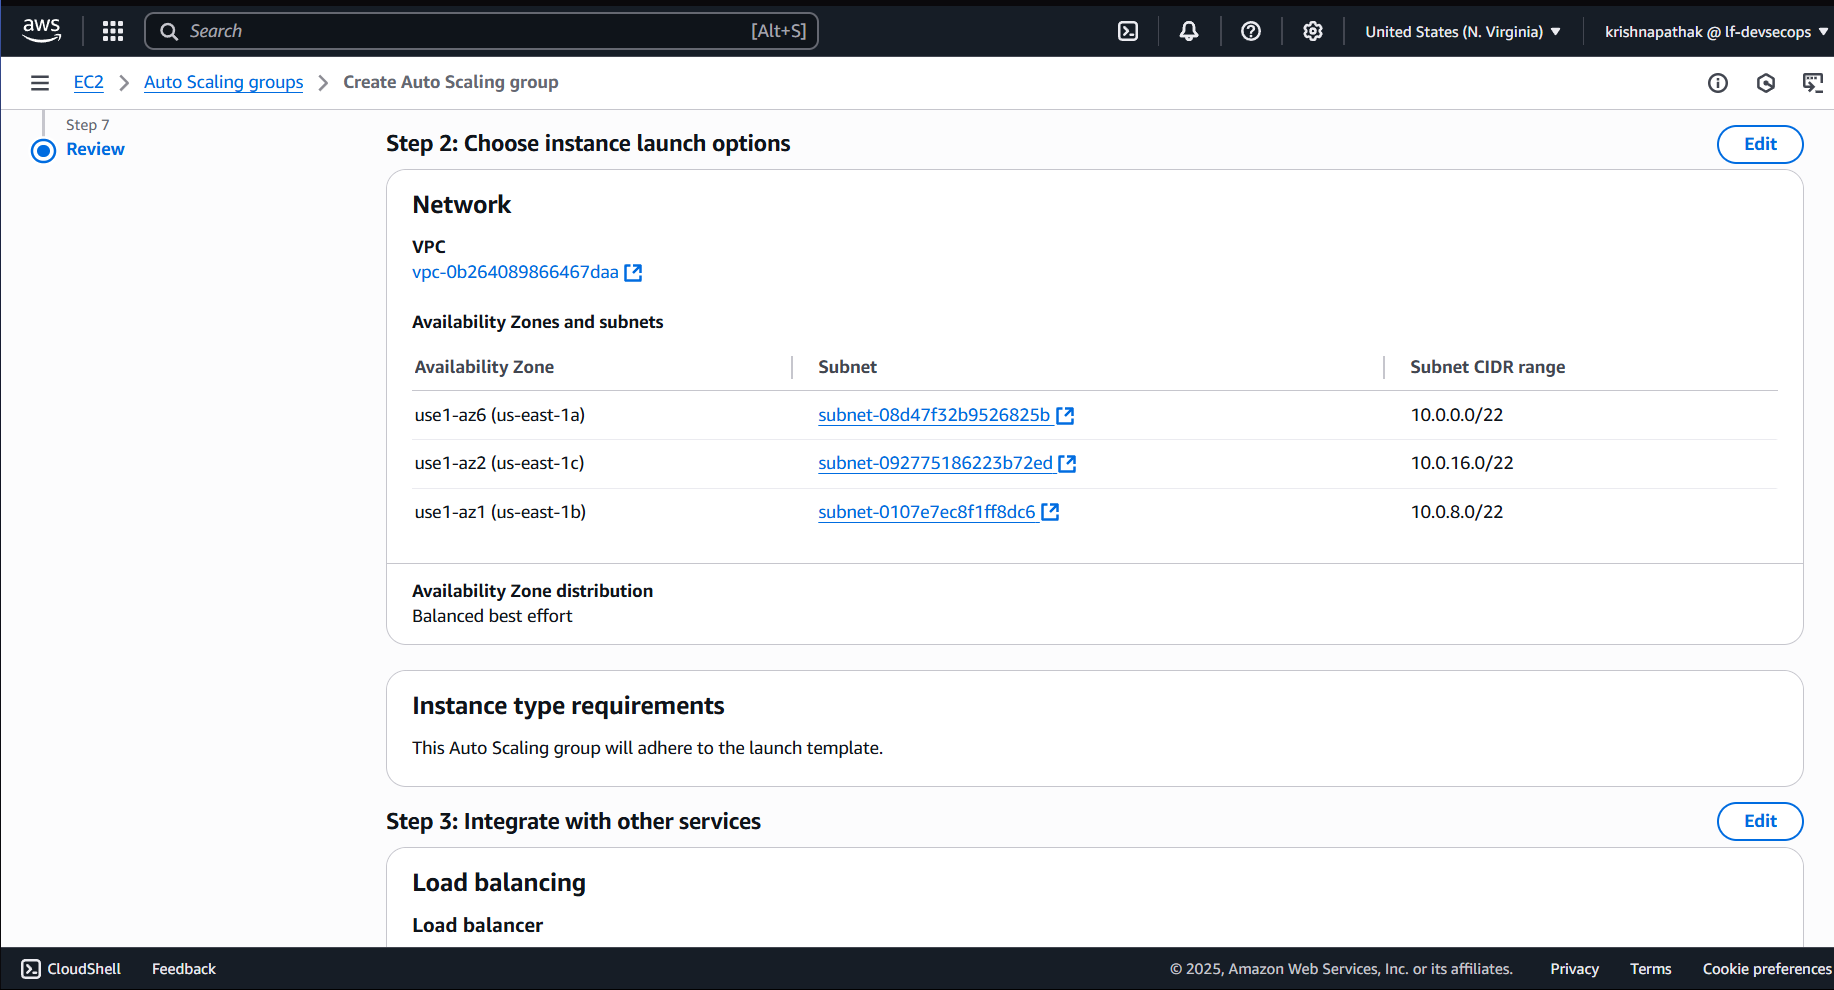 aws
Search [Alt+S]
United States (N. Virginia)
krishnapathak @ lf-devsecops
EC2 Auto Scaling groups Create Auto Scaling group
Step 7
Review
Step 2: Choose instance launch options
Edit
Network
VPC
vpc-0b264089866467daa
Availability Zones and subnets
Availability Zone Subnet Subnet CIDR range
use1-az6 (us-east-1a) subnet-08d47f32b9526825b 10.0.0.0/22
use1-az2 (us-east-1c) subnet-092775186223b72ed 10.0.16.0/22
use1-az1 (us-east-1b) subnet-0107e7ec8f1ff8dc6 10.0.8.0/22
Availability Zone distribution
Balanced best effort
Instance type requirements
This Auto Scaling group will adhere to the launch template.
Step 3: Integrate with other services
Edit
Load balancing
Load balancer
CloudShell Feedback © 2025, Amazon Web Services, Inc. or its affiliates. Privacy Terms Cookie preferences